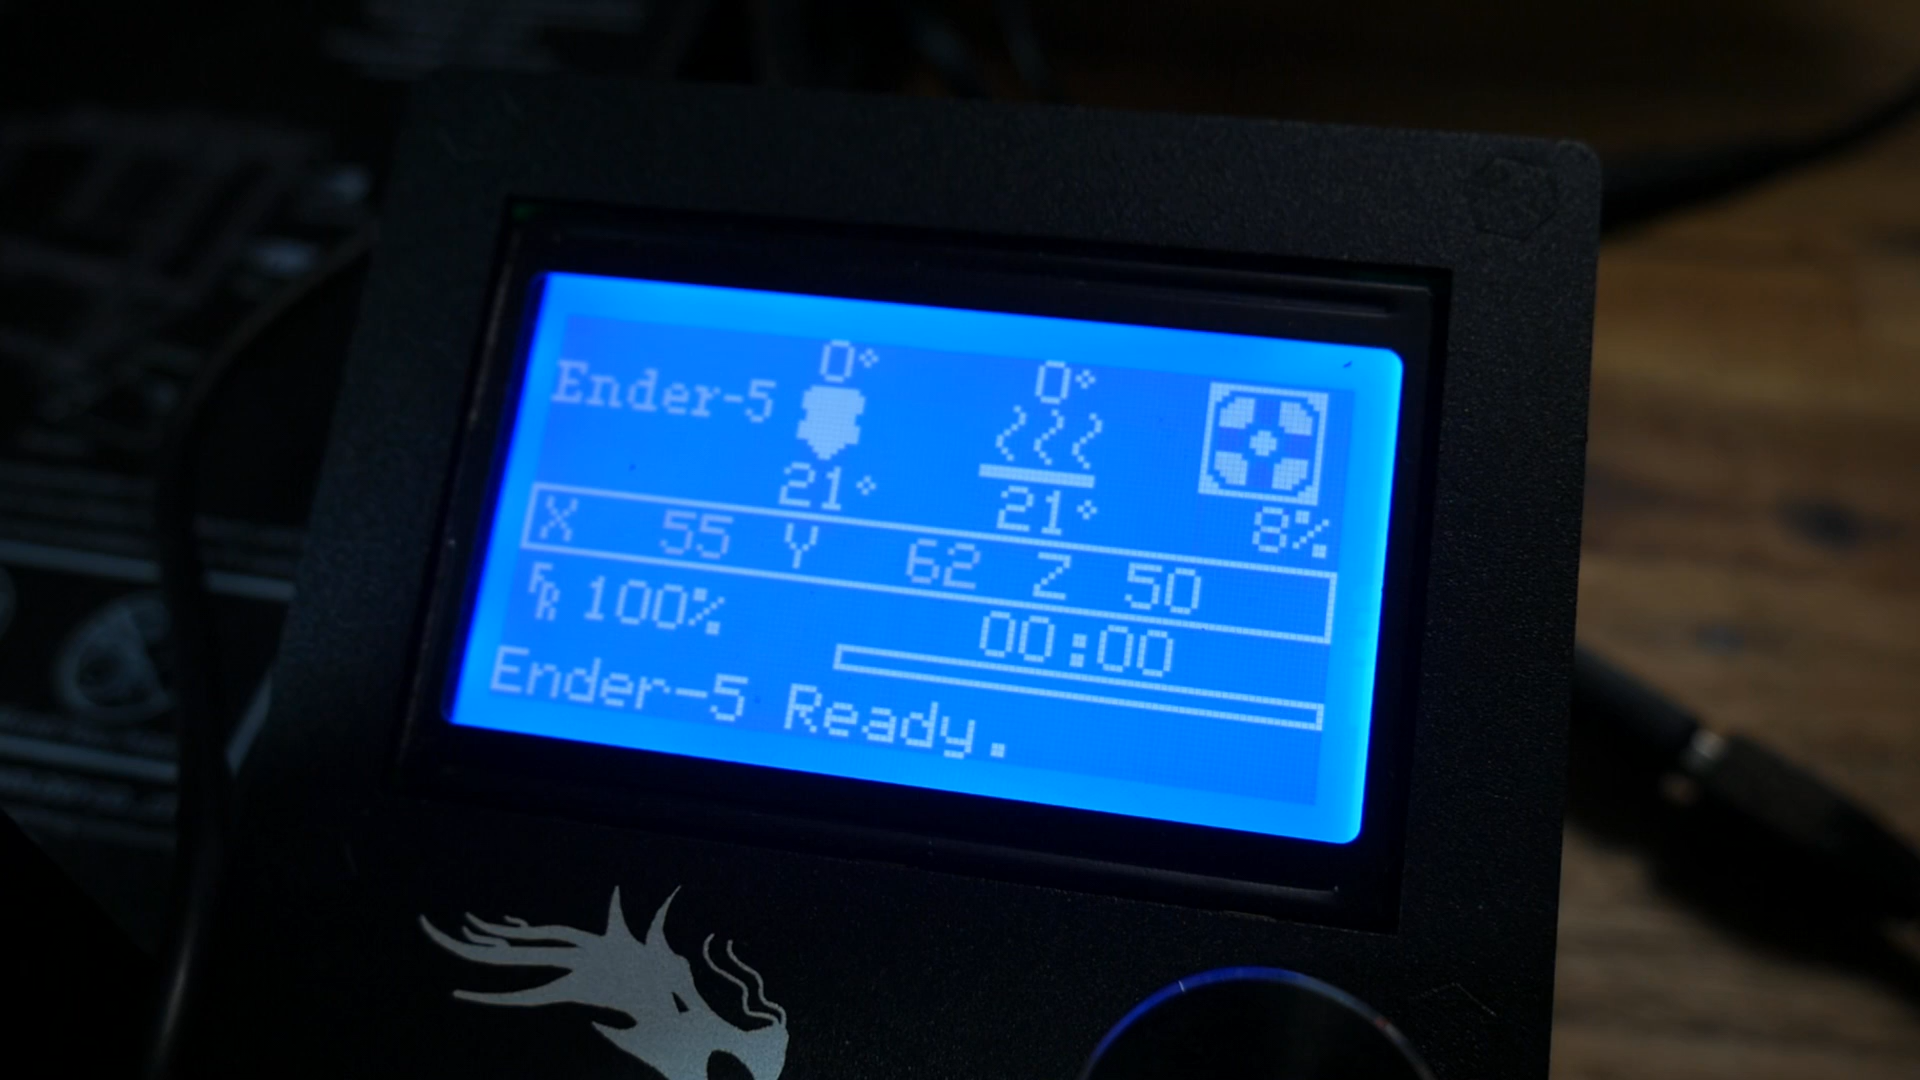 0°
0°
Ender-5
21°
21°
8%
X 55 Y 62 Z 50
FR 100%
00:00
Ender-5 Ready.